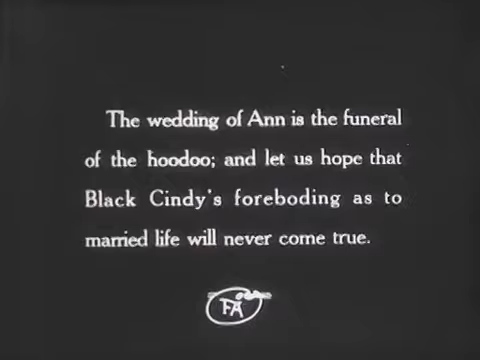 The wedding of Ann is the funeral
of the hoodoo; and let us hope that
Black Cindy's foreboding as to
married life will never come true.
FA